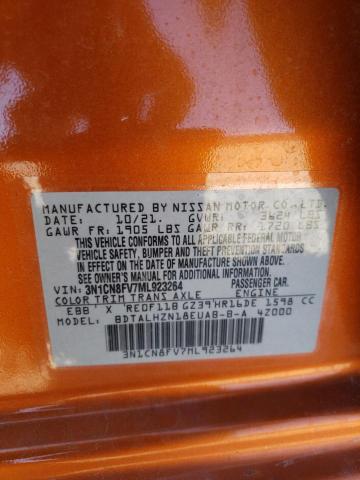 MANUFACTURED BY NISSAN MOTOR CO., LTD.
DATE: 10/21. GVWR: 3624 LBS
GAWR FR: 1905 LBS GAWR RR: 1720 LBS
THIS VEHICLE CONFORMS TO ALL APPLICABLE FEDERAL MOTOR
VEHICLE SAFETY, BUMPER, AND THEFT PREVENTION STANDARDS
IN EFFECT ON THE DATE OF MANUFACTURE SHOWN ABOVE.
SEE OWNER'S MANUAL FOR ADDITIONAL INFORMATION.
VIN: 3N1CN8FV7ML923264 PASSENGER CAR
COLOR TRIM TRANS AXLE ENGINE
EBB X RE0F11B GZ39 HR16DE 1598 CC
MODEL: BDTALHZN18EUA8-B-A 4Z000
3N1CN8FV7ML923264